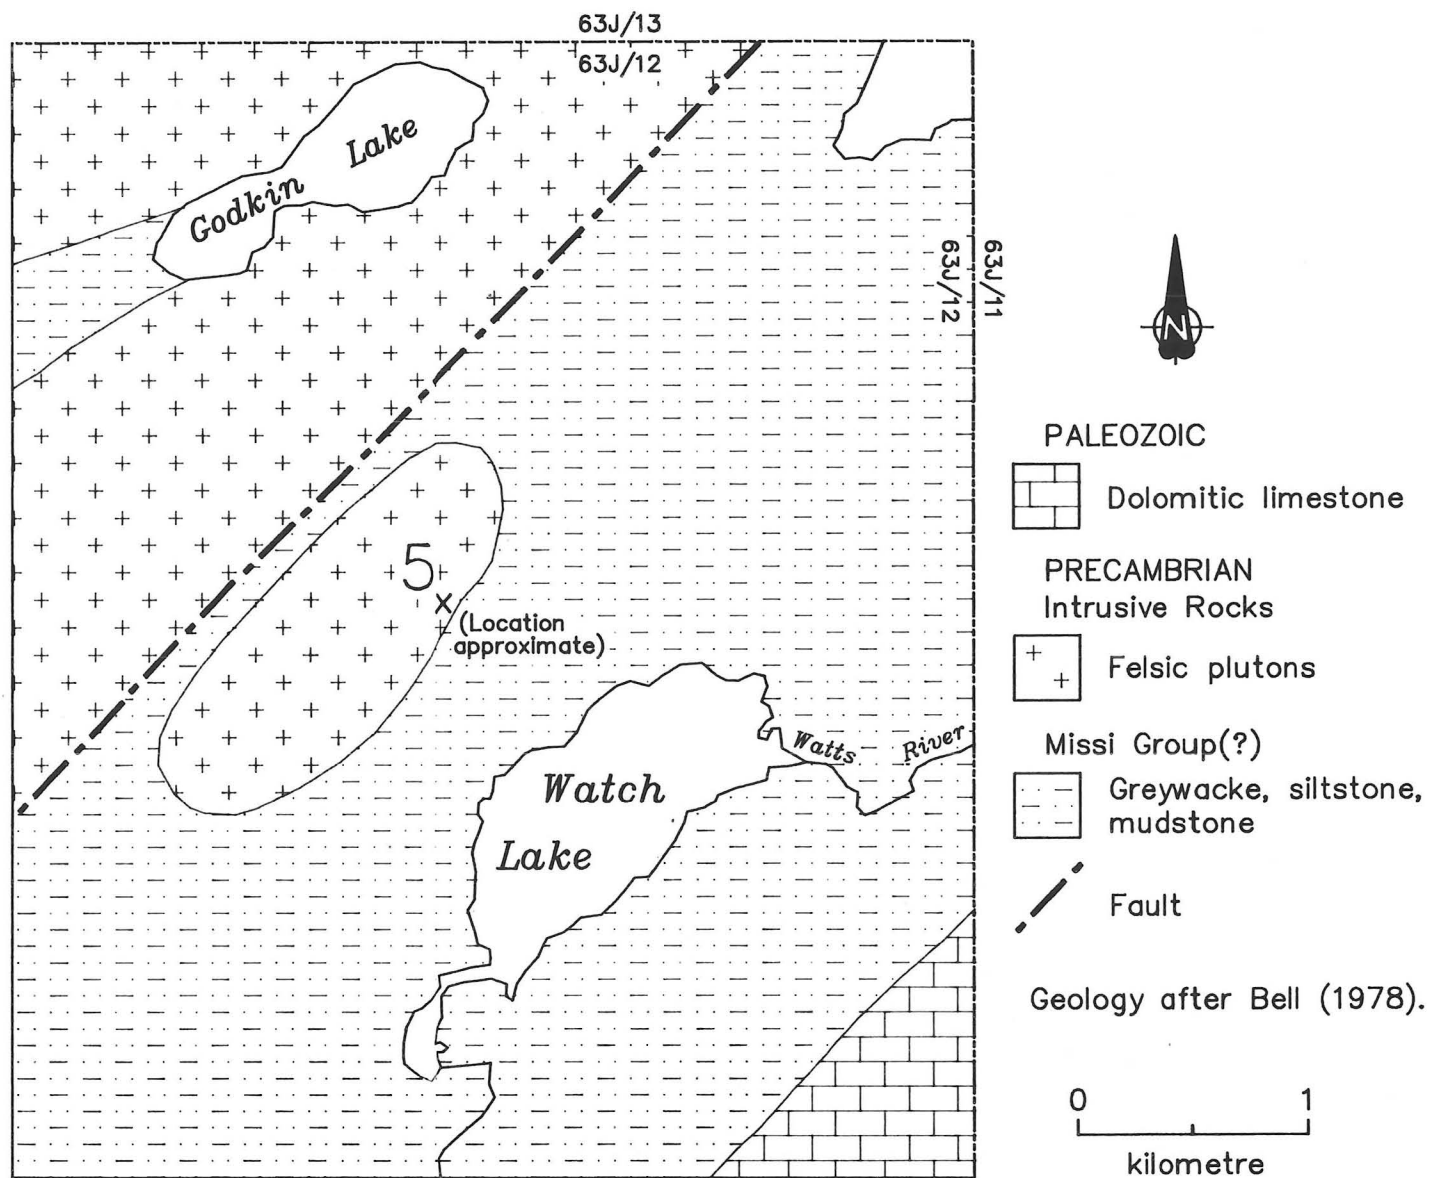 63J/13
63J/12
Godkin
Lake
63J/12
63J/11
N
5
X
(Location
approximate)
Watts
River
Watch
Lake
PALEOZOIC
Dolomitic limestone
PRECAMBRIAN
Intrusive Rocks
Felsic plutons
Missi Group(?)
Greywacke, siltstone,
mudstone
Fault
Geology after Bell (1978).
0 1
kilometre